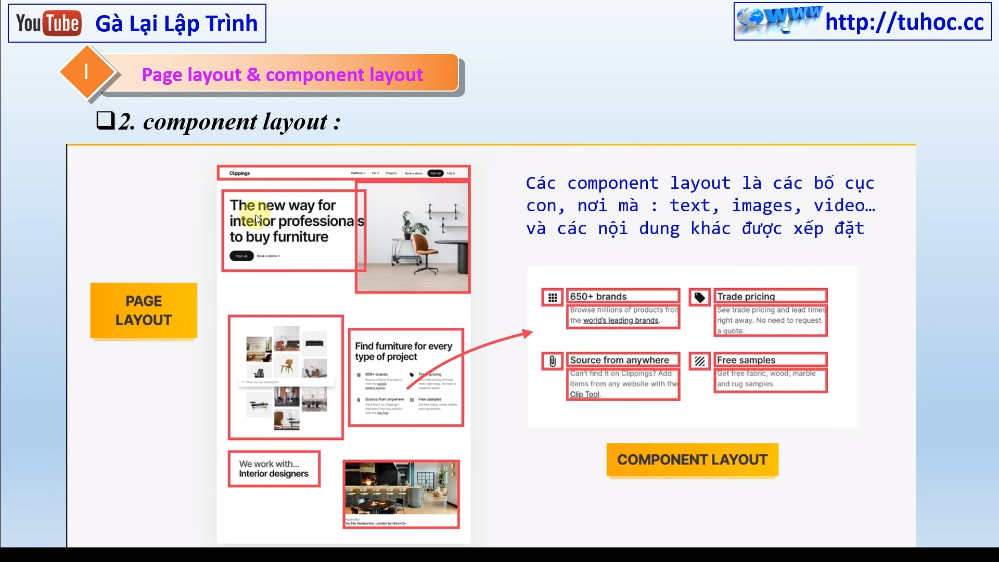 YouTube Gà Lại Lập Trình
http://tuhoc.cc
I
Page layout & component layout
2. component layout :
Clippings
Book a demo
Sign up
Log in
The new way for
interior professionals
to buy furniture
Sign up
Book a demo
Các component layout là các bố cục
con, nơi mà : text, images, video…
và các nội dung khác được xếp đặt
PAGE
LAYOUT
Find furniture for every
type of project
650+ brands
Trade pricing
Source from anywhere
Free samples
We work with...
Interior designers
650+ brands
Browse millions of products from
the world's leading brands.
Trade pricing
See trade pricing and lead times
right away. No need to request
a quote.
Source from anywhere
Can't find it on Clippings? Add
items from any website with the
Clip Tool.
Free samples
Get free fabric, wood, marble
and rug samples.
COMPONENT LAYOUT